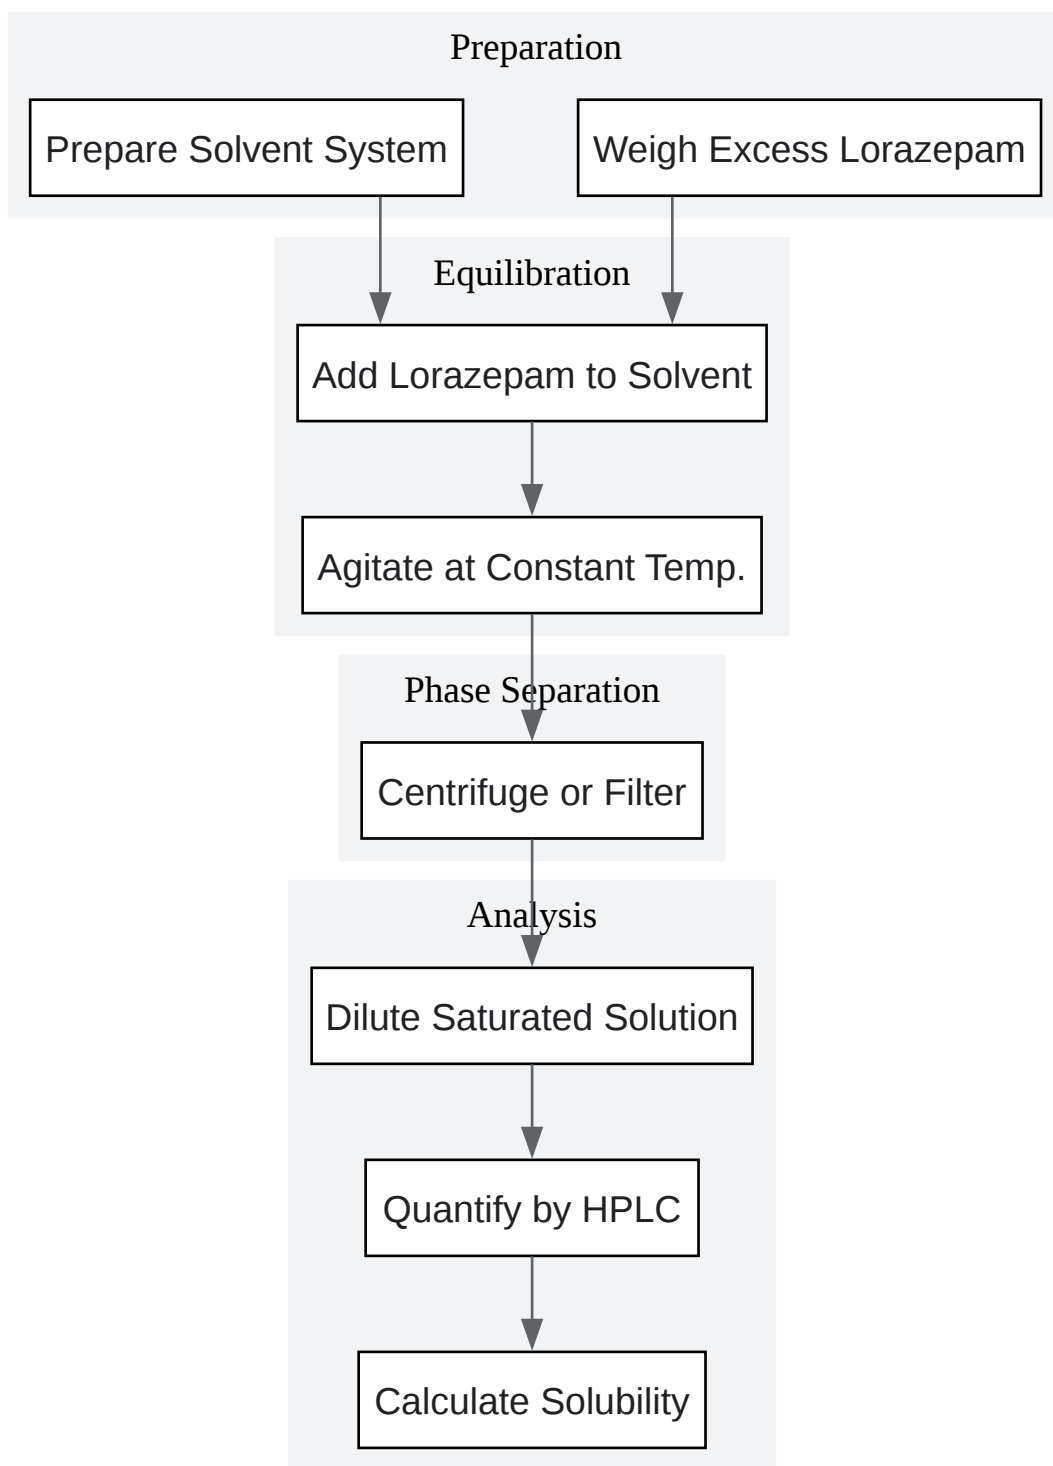 Preparation
Prepare Solvent System
Weigh Excess Lorazepam
Equilibration
Add Lorazepam to Solvent
Agitate at Constant Temp.
Phase Separation
Centrifuge or Filter
Analysis
Dilute Saturated Solution
Quantify by HPLC
Calculate Solubility